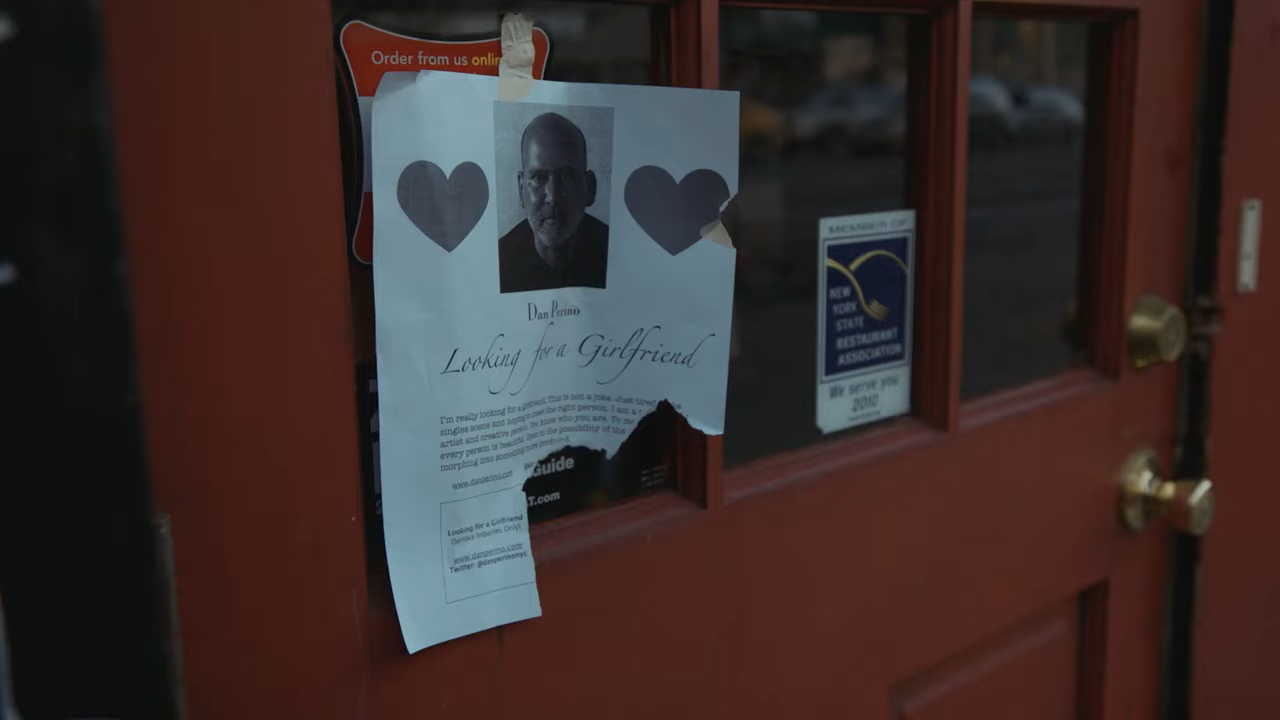 Order from us onlin
Dan Perino
Looking for a Girlfriend
I'm really looking for a girlfriend. This is not a joke. Just tired
singles scene and hoping to meet the right person. I am a
artist and creative person. You know who you are. To me
every person is beautiful. Open to the possibility of the
morphing into something more profound.
www.danperino.com
Looking for a Girlfriend
(Serious Inquiries Only)
www.danperino.com
Twitter: @danperinonyc
Guide
T.com
MEMBER OF
NEW
YORK
STATE
RESTAURANT
ASSOCIATION
We serve you
2010